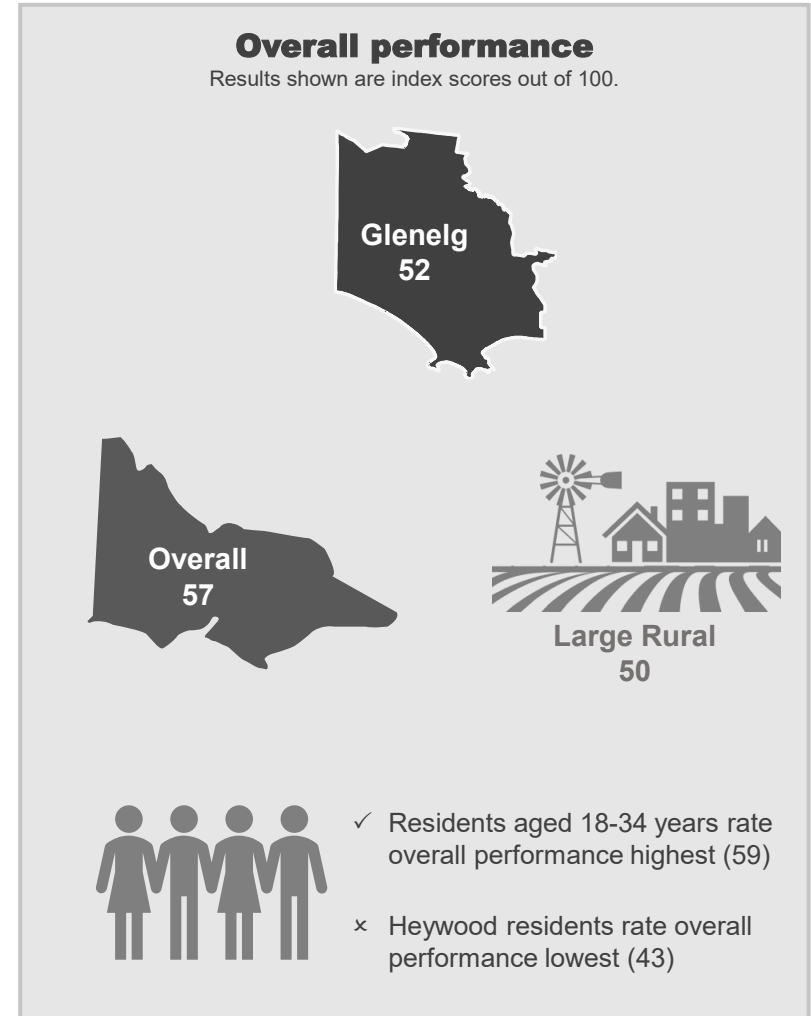 Overall performance
Results shown are index scores out of 100.
Glenelg
52
Overall
57
Large Rural
50
✓ Residents aged 18-34 years rate
overall performance highest (59)
× Heywood residents rate overall
performance lowest (43)